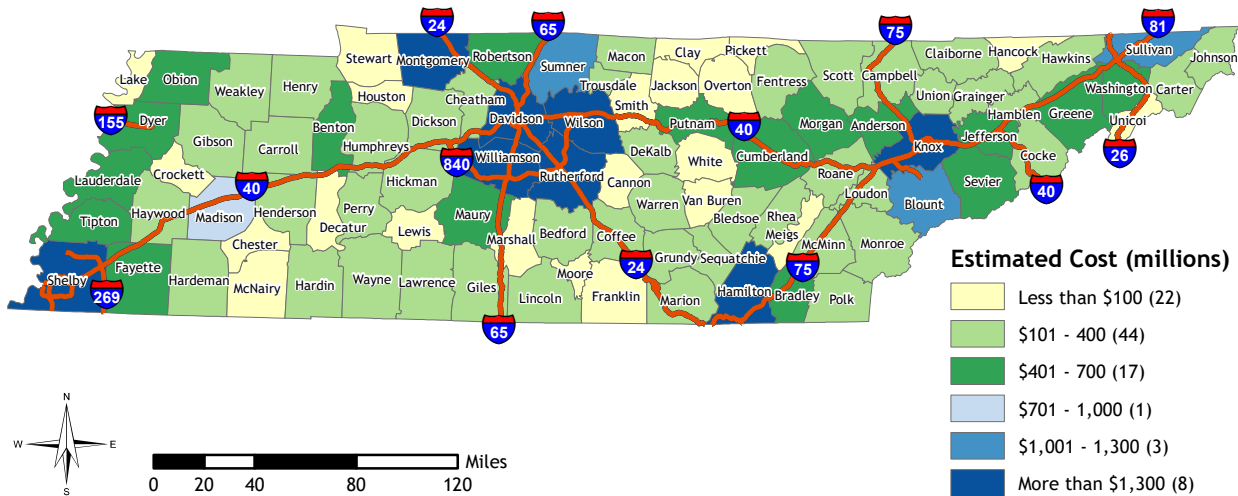 24
65
75
81
Stewart
Montgomery
Robertson
Sumner
Macon
Clay
Pickett
Scott
Campbell
Claiborne
Hancock
Hawkins
Sullivan
Johnson
Lake
Obion
Weakley
Henry
Houston
Cheatham
Trousdale
Smith
Jackson
Overton
Fentress
Union
Grainger
Hamblen
Washington
Carter
155
Dyer
Gibson
Carroll
Benton
Humphreys
Dickson
Davidson
Wilson
Putnam
40
Morgan
Anderson
Knox
Jefferson
Greene
Unicoi
26
Lauderdale
Crockett
40
840
Williamson
Rutherford
DeKalb
White
Cumberland
Roane
Loudon
Sevier
Cocke
40
Tipton
Haywood
Madison
Henderson
Decatur
Perry
Hickman
Lewis
Maury
Cannon
Warren
Van Buren
Bledsoe
Rhea
Meigs
McMinn
Monroe
Blount
Shelby
269
Fayette
Hardeman
Chester
McNairy
Hardin
Wayne
Lawrence
Giles
Marshall
Bedford
Coffee
24
Grundy
Sequatchie
75
Moore
Lincoln
Franklin
Marion
Hamilton
Bradley
Polk
65
Estimated Cost (millions)
Less than $100 (22)
$101 - 400 (44)
$401 - 700 (17)
$701 - 1,000 (1)
$1,001 - 1,300 (3)
More than $1,300 (8)
N
W
E
S
Miles
0 20 40 80 120